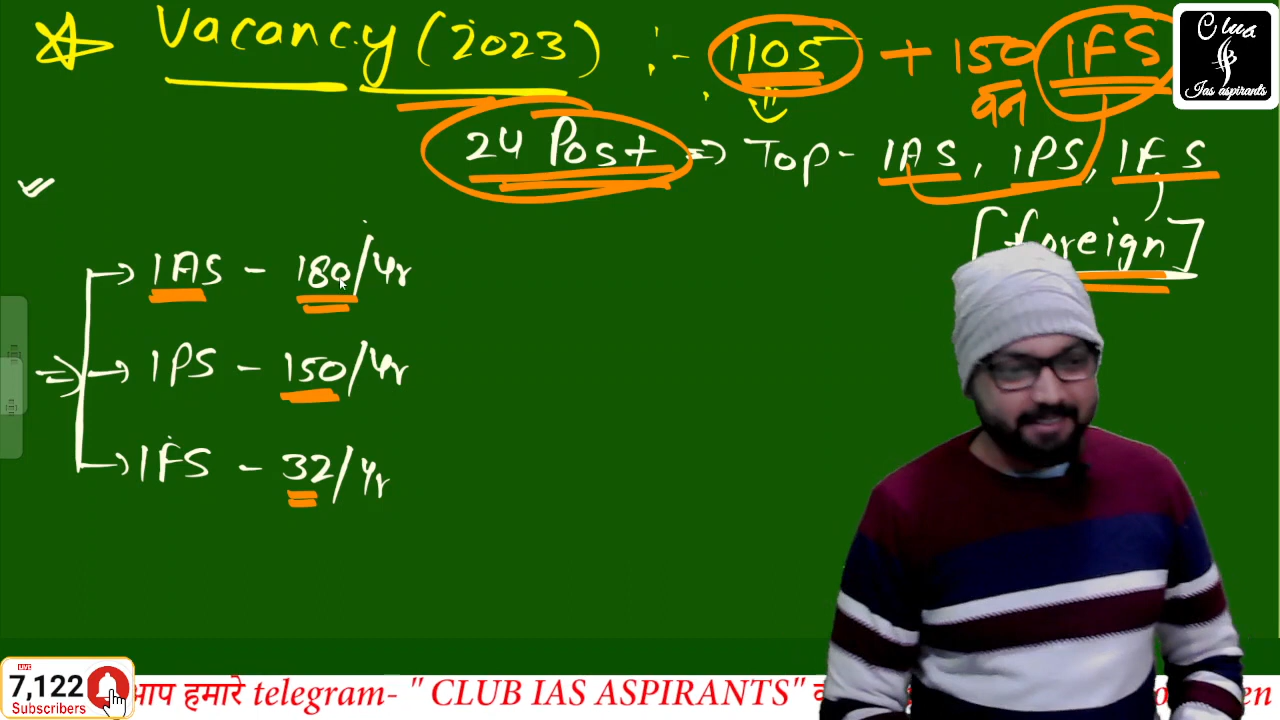 Vacancy (2023) :- 1105 + 150 IFS
वन
24 Post => Top- IAS, IPS, IFS
[foreign]
IAS - 180/yr
IPS - 150/yr
IFS - 32/yr
Club
Ias aspirants
LIVE
7,122
Subscribers
आप हमारे telegram- " CLUB IAS ASPIRANTS"